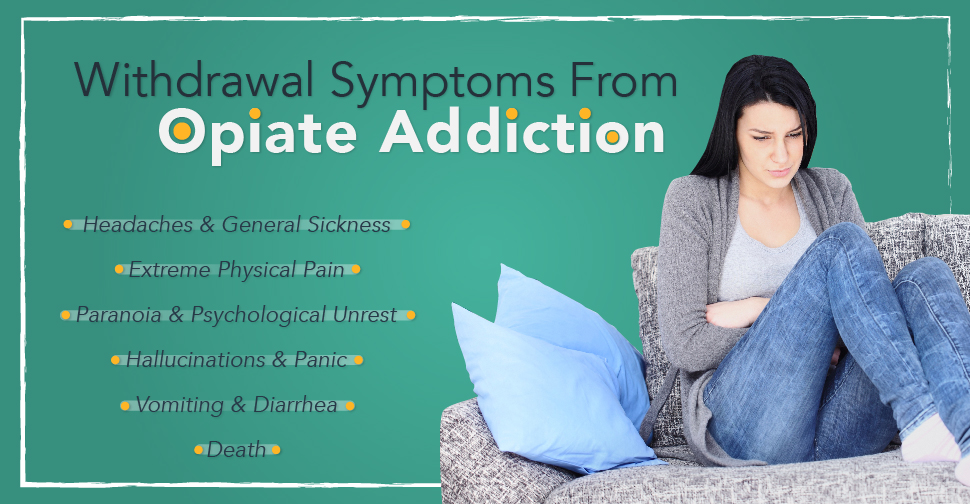 Withdrawal Symptoms From
Opiate Addiction
Headaches & General Sickness
Extreme Physical Pain
Paranoia & Psychological Unrest
Hallucinations & Panic
Vomiting & Diarrhea
Death